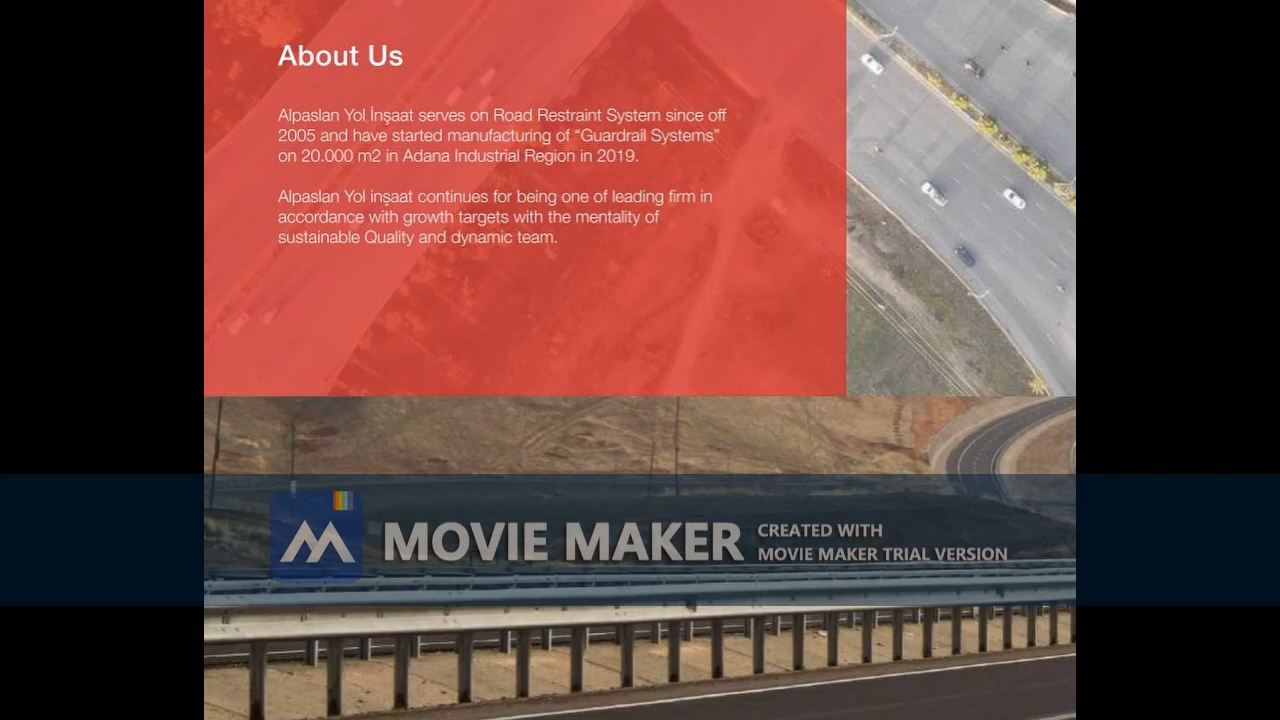 About Us
Alpaslan Yol İnşaat serves on Road Restraint System since off
2005 and have started manufacturing of “Guardrail Systems”
on 20.000 m2 in Adana Industrial Region in 2019.
Alpaslan Yol inşaat continues for being one of leading firm in
accordance with growth targets with the mentality of
sustainable Quality and dynamic team.
MOVIE MAKER
CREATED WITH
MOVIE MAKER TRIAL VERSION